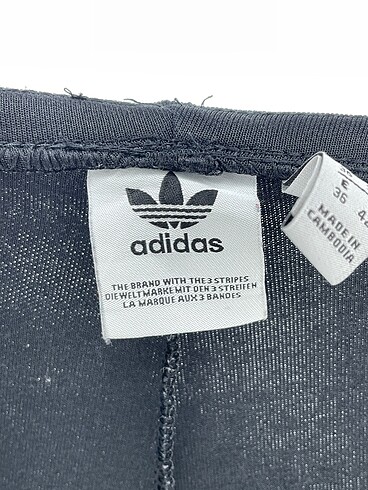 adidas
THE BRAND WITH THE 3 STRIPES
DIE WELTMARKE MIT DEN 3 STREIFEN
LA MARQUE AUX 3 BANDES
36 42
MADE IN
CAMBODIA